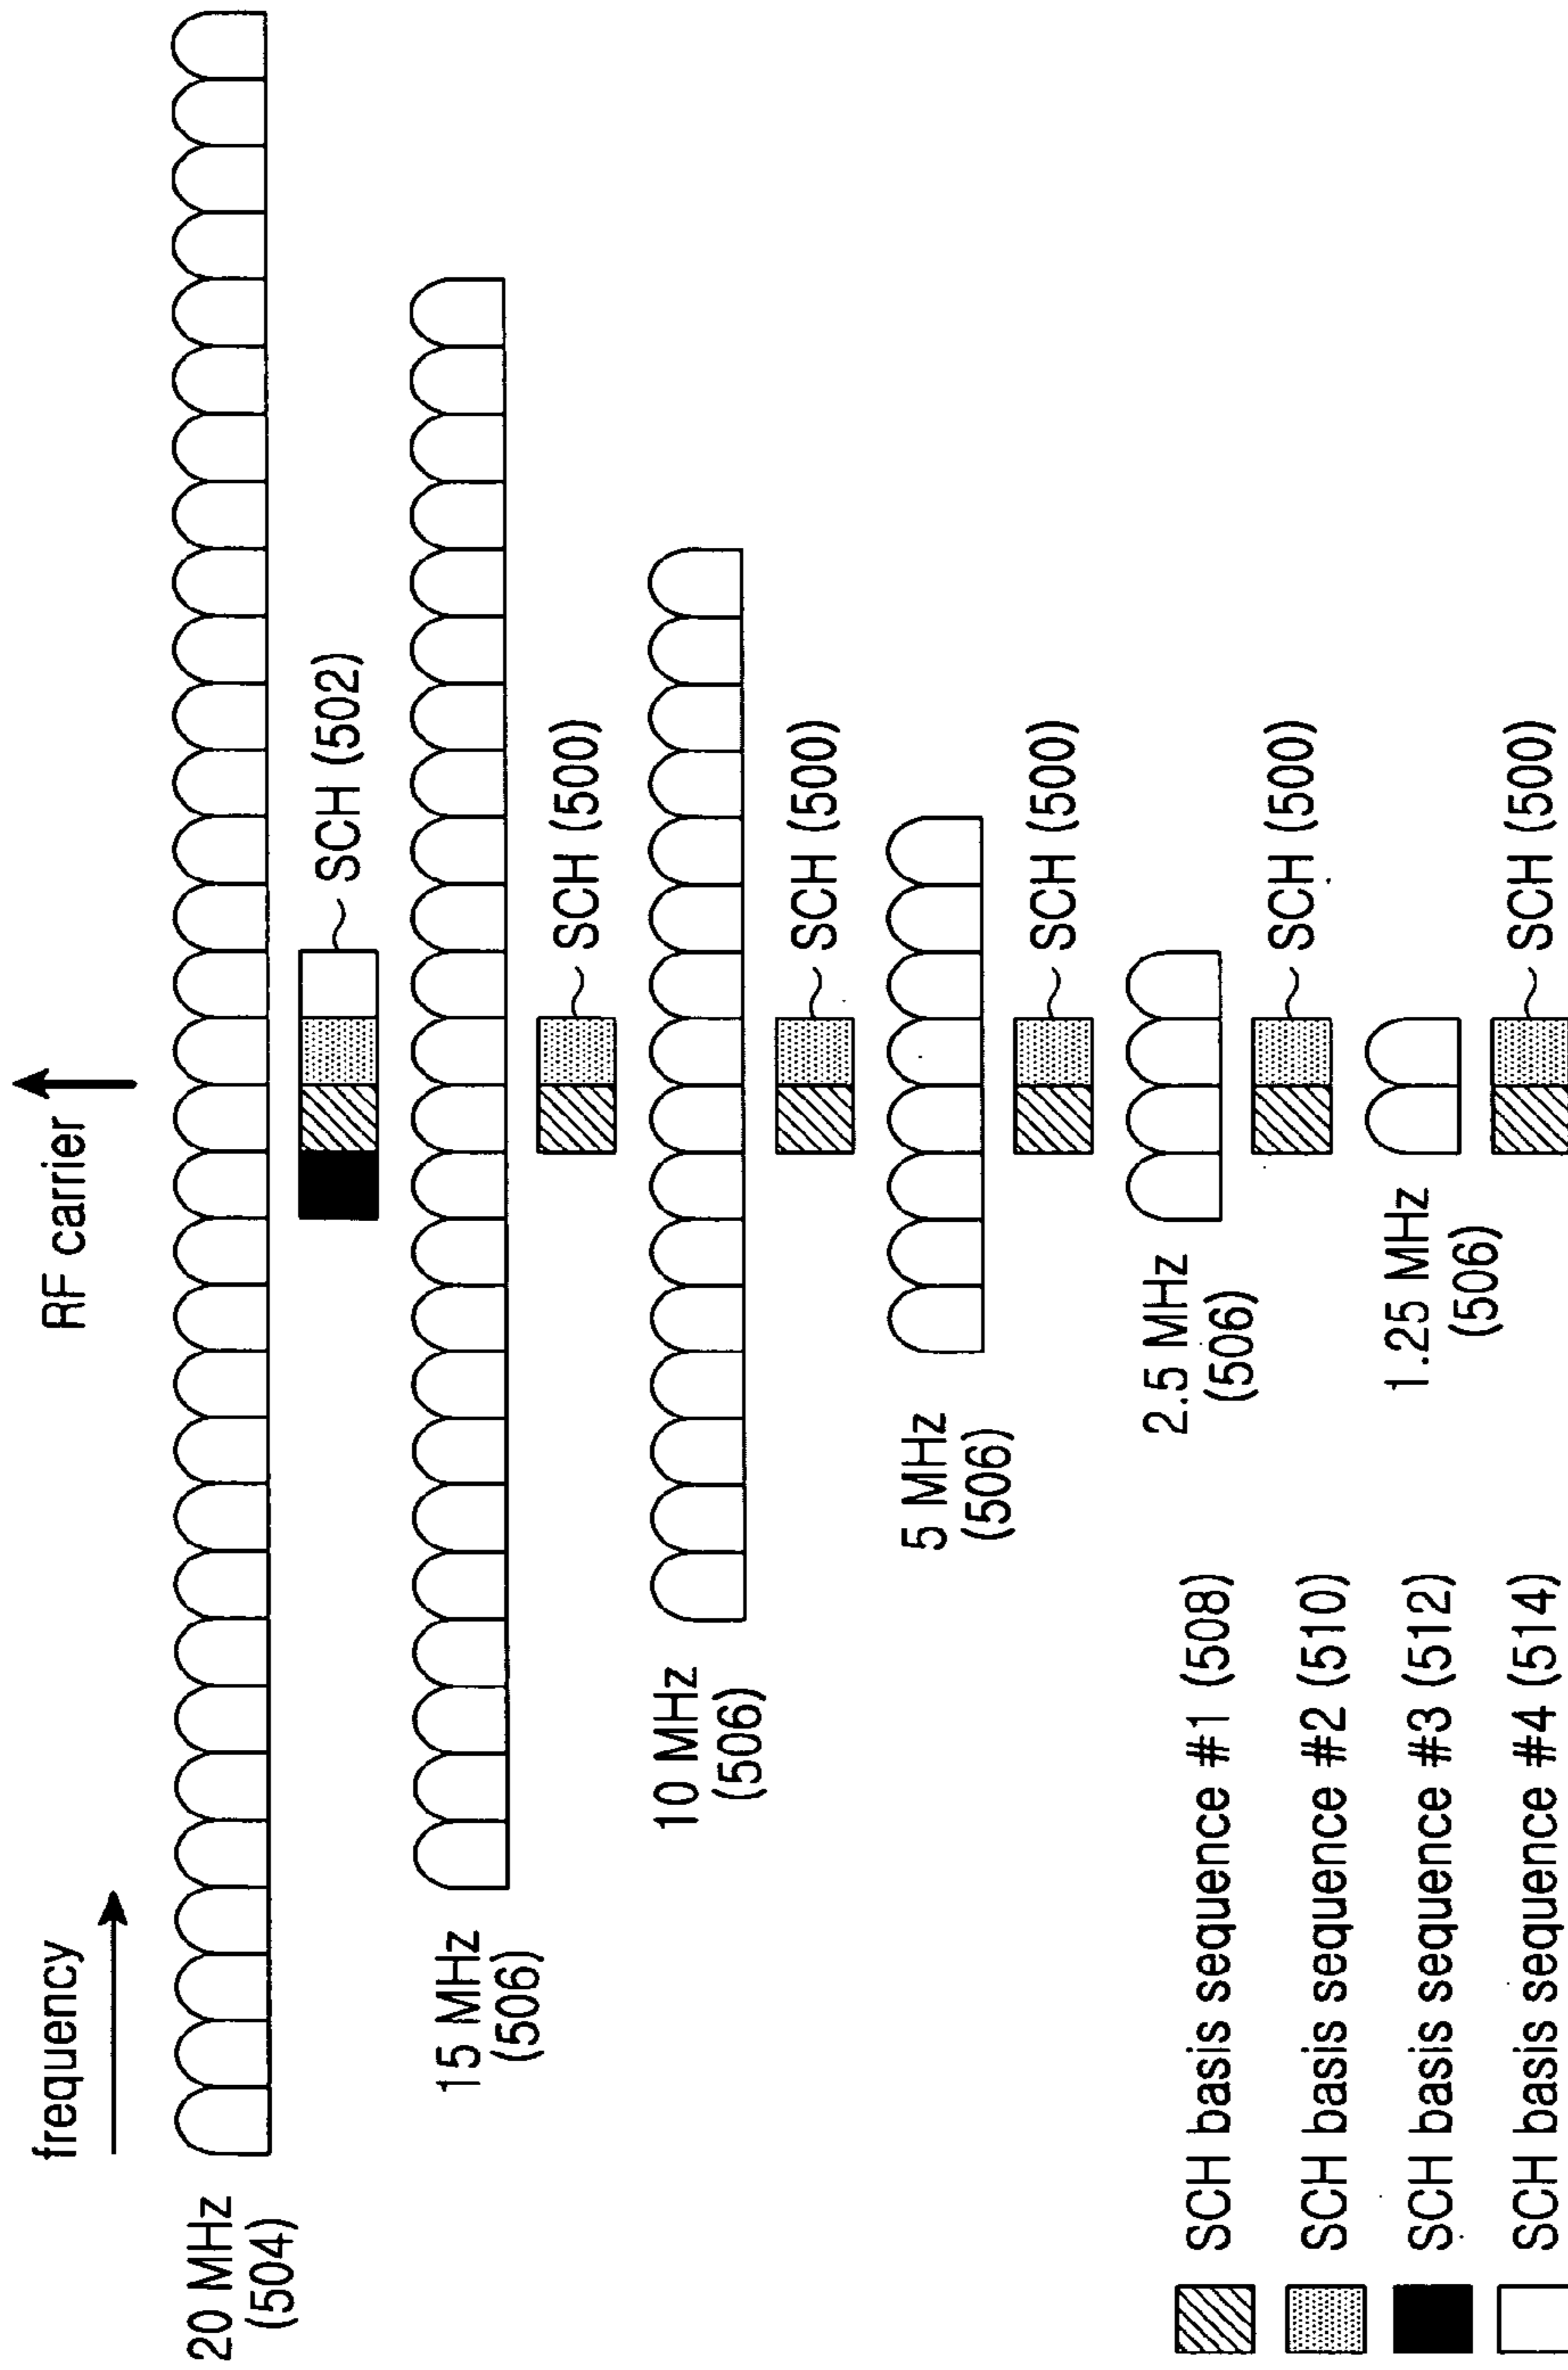 frequency
RF carrier
20 MHz
(504)
SCH (502)
15 MHz
(506)
SCH (500)
10 MHz
(506)
SCH (500)
5 MHz
(506)
SCH (500)
2.5 MHz
(506)
SCH (500)
1.25 MHz
(506)
SCH (500)
SCH basis sequence #1 (508)
SCH basis sequence #2 (510)
SCH basis sequence #3 (512)
SCH basis sequence #4 (514)